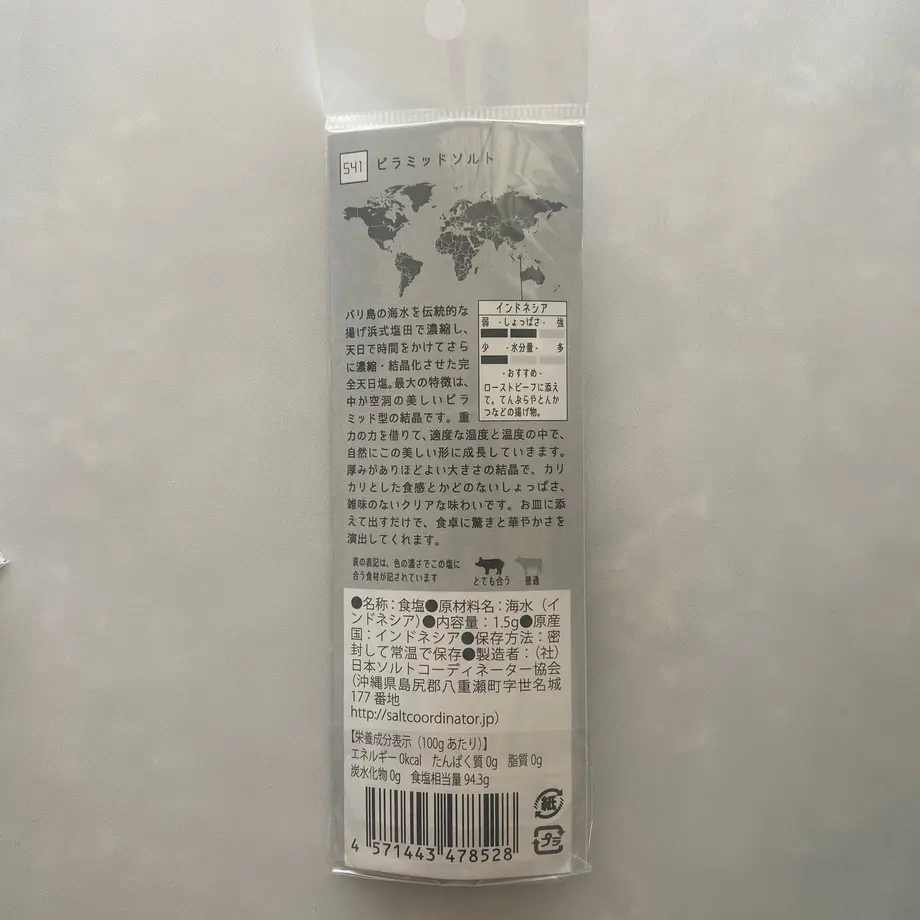 541 ピラミッドソルト
バリ島の海水を伝統的な
揚げ浜式塩田で濃縮し、
天日で時間をかけてさら
に濃縮・結晶化させた完
全天日塩。最大の特徴は、
中が空洞の美しいピラ
ミッド型の結晶です。重
力の力を借りて、適度な湿度と温度の中で、
自然にこの美しい形に成長していきます。
厚みがありほどよい大きさの結晶で、カリ
カリとした食感とかどのないしょっぱさ、
雑味のないクリアな味わいです。お皿に添
えて出すだけで、食卓に驚きと華やかさを
演出してくれます。
インドネシア
弱 -しょっぱさ- 強
少 -水分量- 多
-おすすめ-
ローストビーフに添え
て。てんぷらやとんか
つなどの揚げ物。
表の表記は、色の濃さでこの塩に
合う食材が記されています
とても合う 普通
●名称：食塩●原材料名：海水（イ
ンドネシア）●内容量：1.5g●原産
国：インドネシア●保存方法：密
封して常温で保存●製造者：（社）
日本ソルトコーディネーター協会
（沖縄県島尻郡八重瀬町字世名城
177 番地
http://saltcoordinator.jp）
【栄養成分表示（100g あたり）】
エネルギー 0kcal たんぱく質 0g 脂質 0g
炭水化物 0g 食塩相当量 94.3g
紙
プラ
4 571443 478528